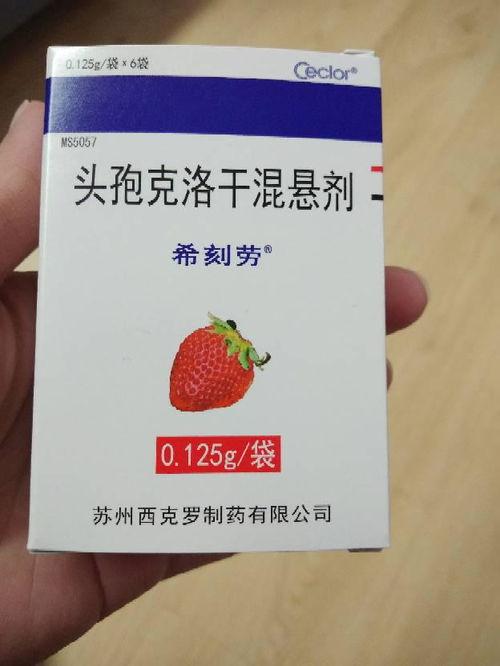 0.125g/袋×6袋
Ceclor®
MS5057
头孢克洛干混悬剂
希刻劳®
0.125g/袋
苏州西克罗制药有限公司